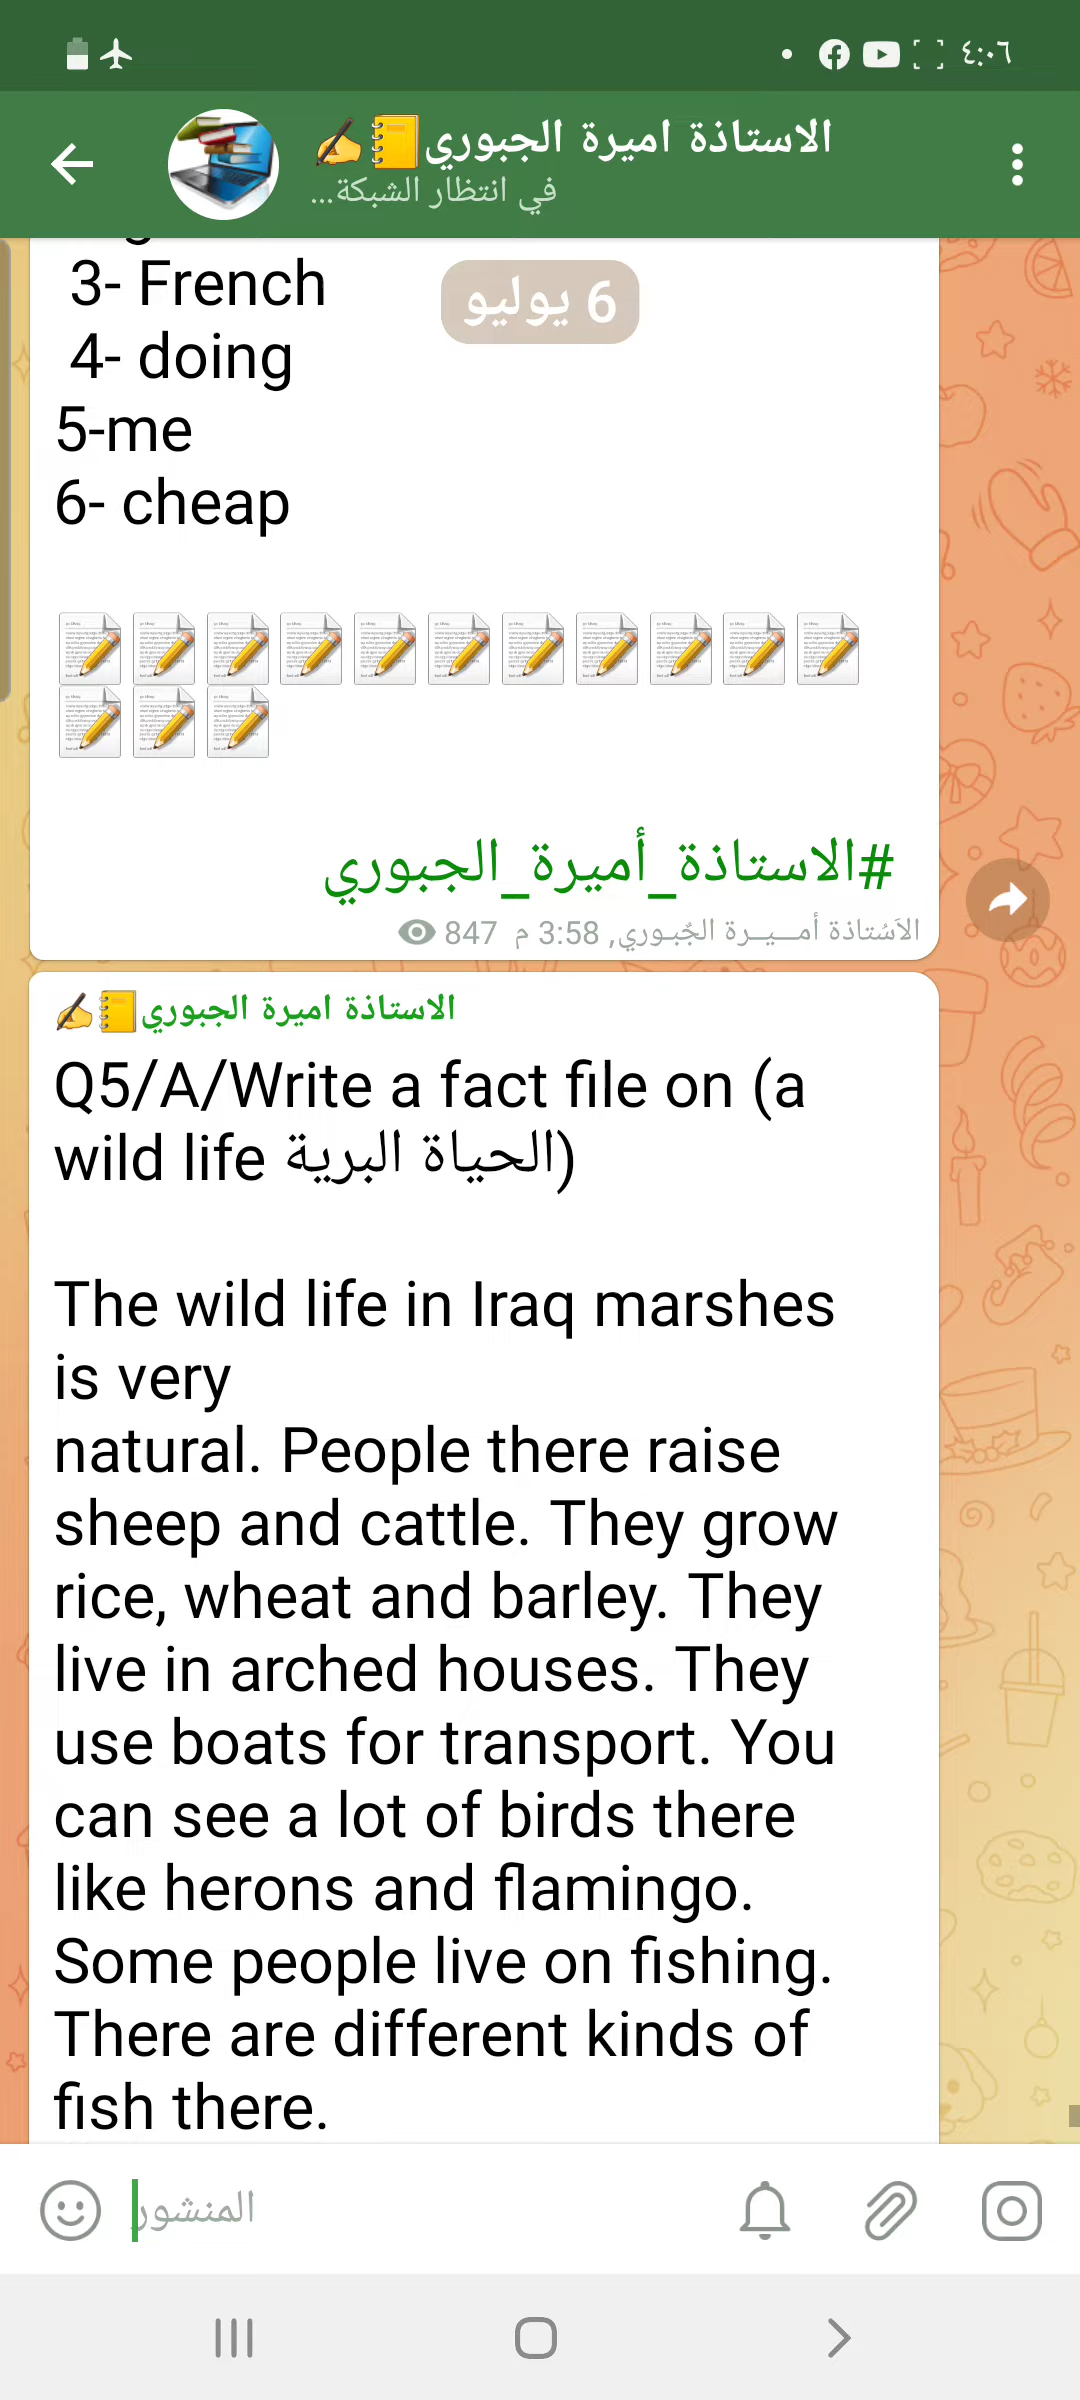 ٤:٠٦
الاستاذة اميرة الجبوري📒✍️
في انتظار الشبكة...
6 يوليو
3- French
4- doing
5-me
6- cheap
📝📝📝📝📝📝📝📝📝📝📝
📝📝📝
#الاستاذة_أميرة_الجبوري
847 الاَسُتاذة أمــيــرة الجٌبـوري, 3:58 م
الاستاذة اميرة الجبوري📒✍️
Q5/A/Write a fact file on (a
wild life الحياة البرية)
The wild life in Iraq marshes
is very
natural. People there raise
sheep and cattle. They grow
rice, wheat and barley. They
live in arched houses. They
use boats for transport. You
can see a lot of birds there
like herons and flamingo.
Some people live on fishing.
There are different kinds of
fish there.
المنشور